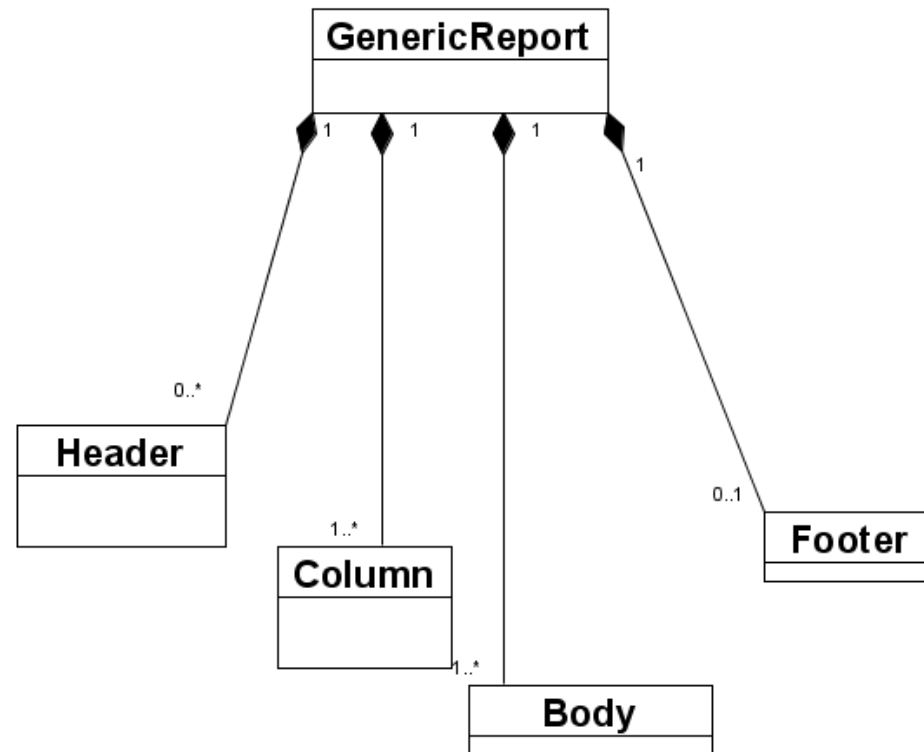 GenericReport
1
1
1
1
0..*
Header
0..1
1..*
Footer
Column
1..*
Body